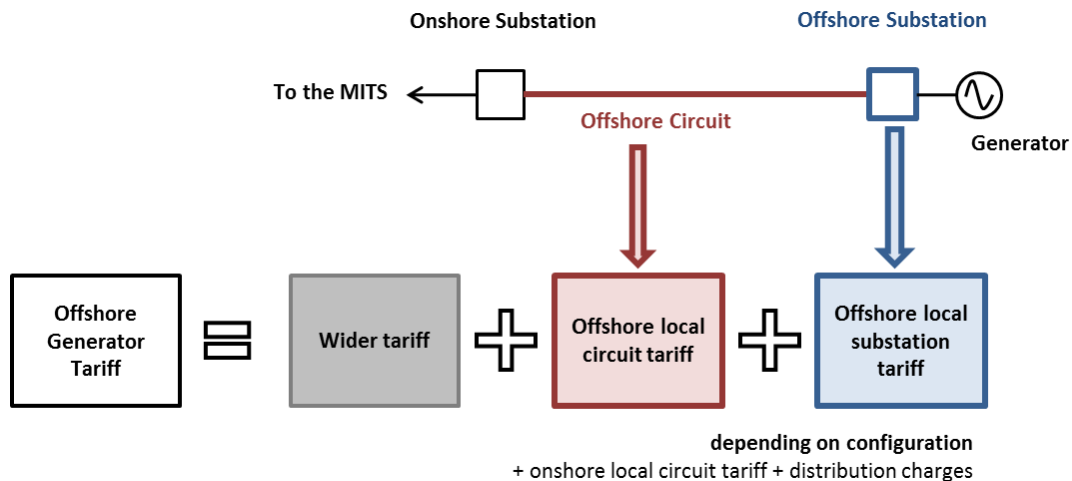 Onshore Substation
Offshore Substation
To the MITS
Offshore Circuit
Generator
Offshore
Generator
Tariff
Wider tariff
Offshore local
circuit tariff
Offshore local
substation
tariff
depending on configuration
+ onshore local circuit tariff + distribution charges